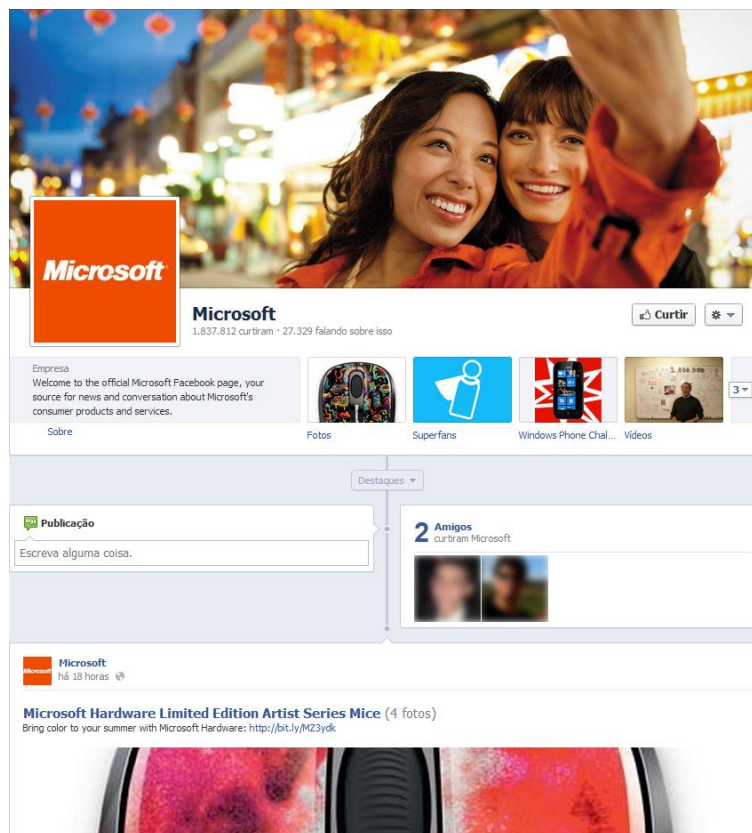 Microsoft
Microsoft
1.837.812 curtiram · 27.329 falando sobre isso
Curtir
Empresa
Welcome to the official Microsoft Facebook page, your
source for news and conversation about Microsoft's
consumer products and services.
Sobre
Fotos
Superfans
Windows Phone Chal...
Vídeos
3
Destaques
Publicação
Escreva alguma coisa.
2 Amigos
curtiram Microsoft
Microsoft
Microsoft
há 18 horas
Microsoft Hardware Limited Edition Artist Series Mice (4 fotos)
Bring color to your summer with Microsoft Hardware: http://bit.ly/MZ3ydk